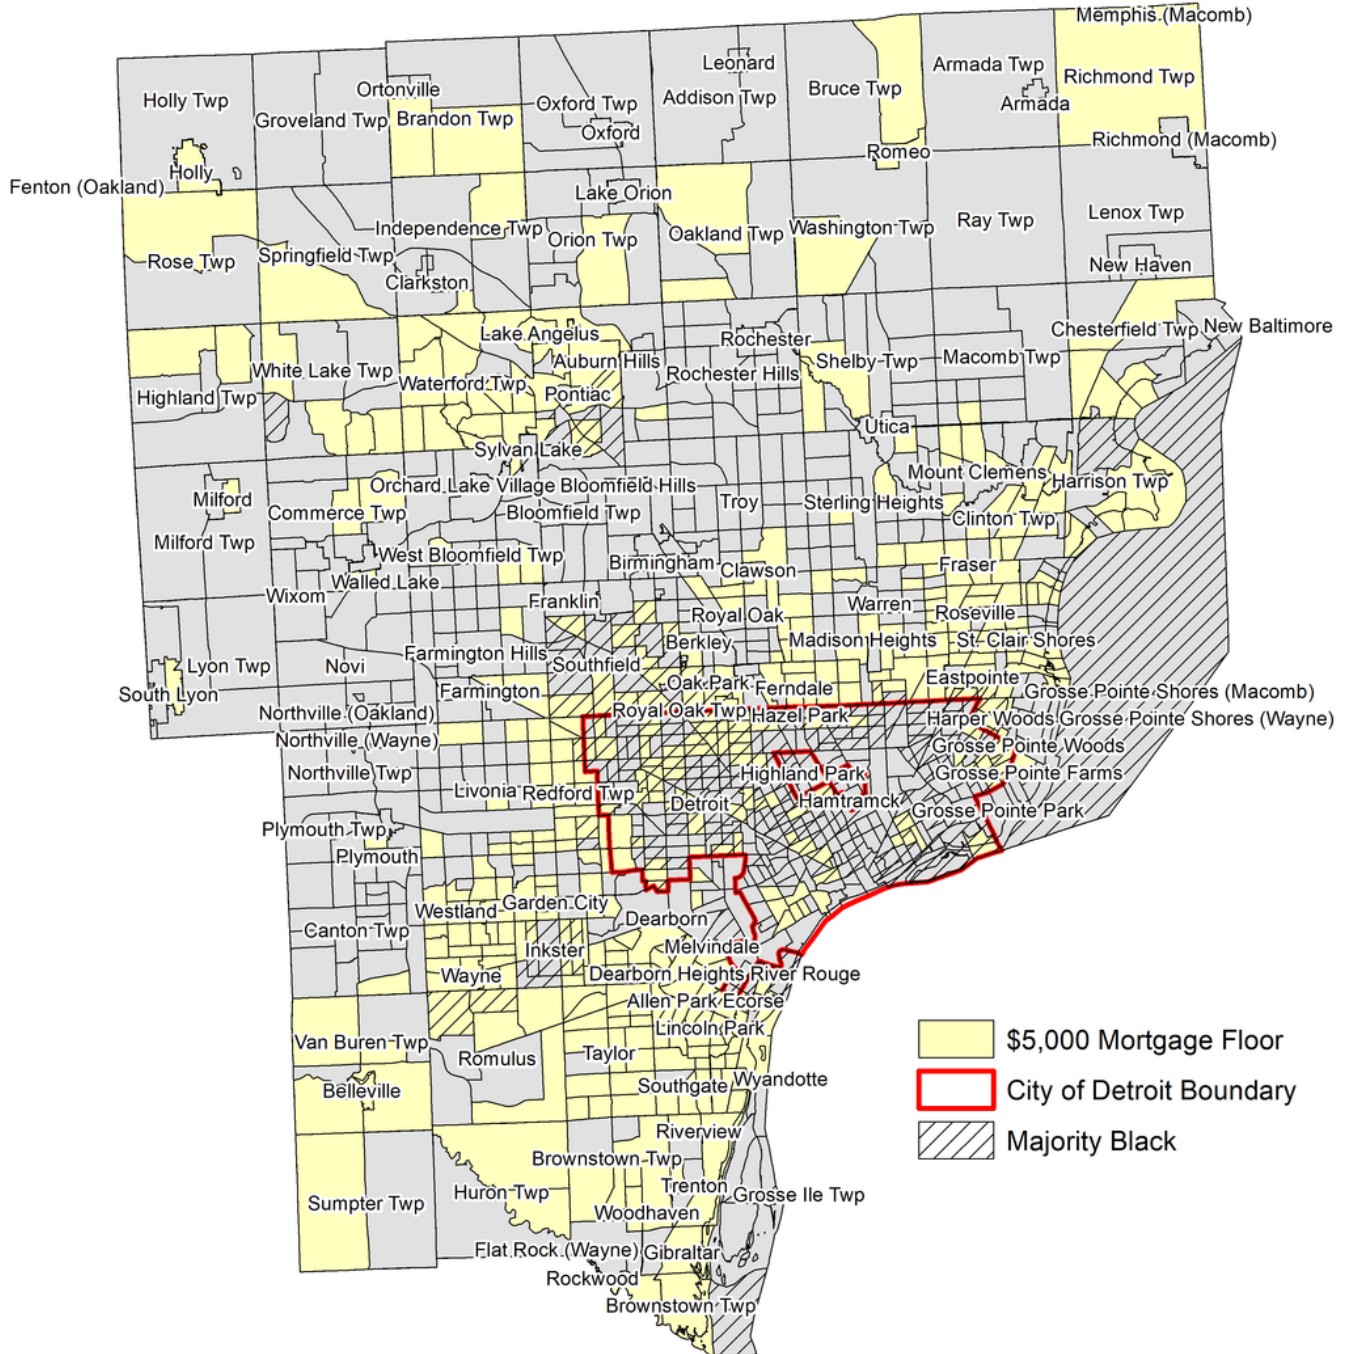 Memphis (Macomb)
Leonard
Armada Twp
Richmond Twp
Ortonville
Bruce Twp
Holly Twp
Addison Twp
Oxford Twp
Armada
Groveland Twp
Brandon Twp
Oxford
Richmond (Macomb)
Romeo
Holly
Fenton (Oakland)
Lake Orion
Lenox Twp
Independence Twp
Washington Twp
Ray Twp
Orion Twp
Oakland Twp
Springfield Twp
Rose Twp
New Haven
Clarkston
Chesterfield Twp
New Baltimore
Lake Angelus
Rochester
Auburn Hills
Shelby Twp
Macomb Twp
White Lake Twp
Rochester Hills
Waterford Twp
Highland Twp
Pontiac
Utica
Sylvan Lake
Mount Clemens
Harrison Twp
Orchard Lake Village
Bloomfield Hills
Milford
Troy
Sterling Heights
Commerce Twp
Bloomfield Twp
Clinton Twp
Milford Twp
West Bloomfield Twp
Birmingham
Clawson
Fraser
Walled Lake
Wixom
Franklin
Warren
Royal Oak
Roseville
Berkley
Madison Heights
St. Clair Shores
Farmington Hills
Lyon Twp
Novi
Southfield
Eastpointe
Oak Park
Ferndale
South Lyon
Farmington
Grosse Pointe Shores (Macomb)
Northville (Oakland)
Royal Oak Twp
Hazel Park
Harper Woods
Grosse Pointe Shores (Wayne)
Northville (Wayne)
Grosse Pointe Woods
Northville Twp
Highland Park
Grosse Pointe Farms
Livonia
Redford Twp
Detroit
Hamtramck
Grosse Pointe Park
Plymouth Twp
Plymouth
Garden City
Westland
Dearborn
Canton Twp
Inkster
Melvindale
Wayne
Dearborn Heights
River Rouge
Allen Park
Ecorse
Lincoln Park
Van Buren Twp
$5,000 Mortgage Floor
Romulus
Taylor
Southgate
Wyandotte
Belleville
City of Detroit Boundary
Riverview
Majority Black
Brownstown Twp
Huron Twp
Trenton
Grosse Ile Twp
Sumpter Twp
Woodhaven
Flat Rock (Wayne)
Gibraltar
Rockwood
Brownstown Twp